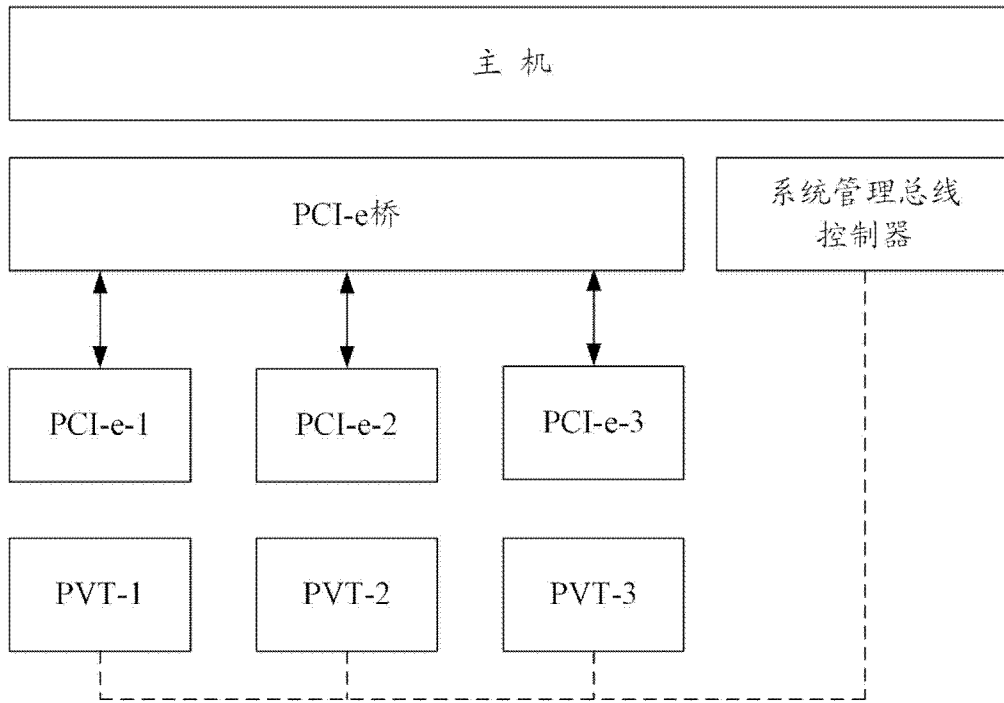 主 机
PCI-e桥
系统管理总线
控制器
PCI-e-1
PCI-e-2
PCI-e-3
PVT-1
PVT-2
PVT-3